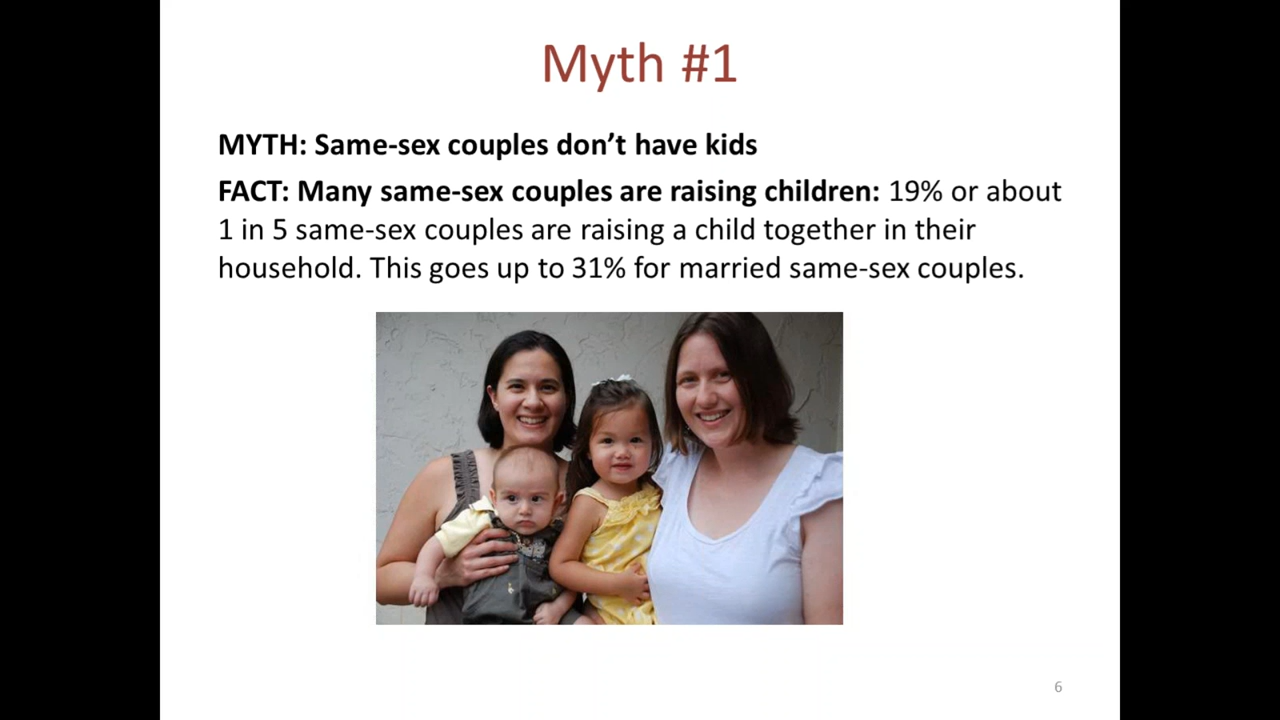 Myth #1
MYTH: Same-sex couples don’t have kids
FACT: Many same-sex couples are raising children: 19% or about
1 in 5 same-sex couples are raising a child together in their
household. This goes up to 31% for married same-sex couples.
6